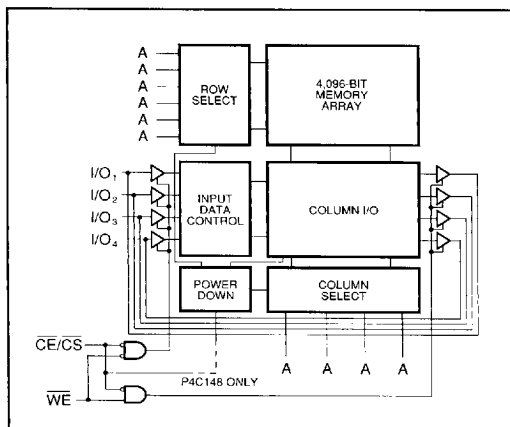 A
A
A
A
A
A
ROW
SELECT
4,096-BIT
MEMORY
ARRAY
I/O₁
I/O₂
I/O₃
I/O₄
INPUT
DATA
CONTROL
COLUMN I/O
POWER
DOWN
COLUMN
SELECT
CE/CS
P4C148 ONLY
A A A A
WE